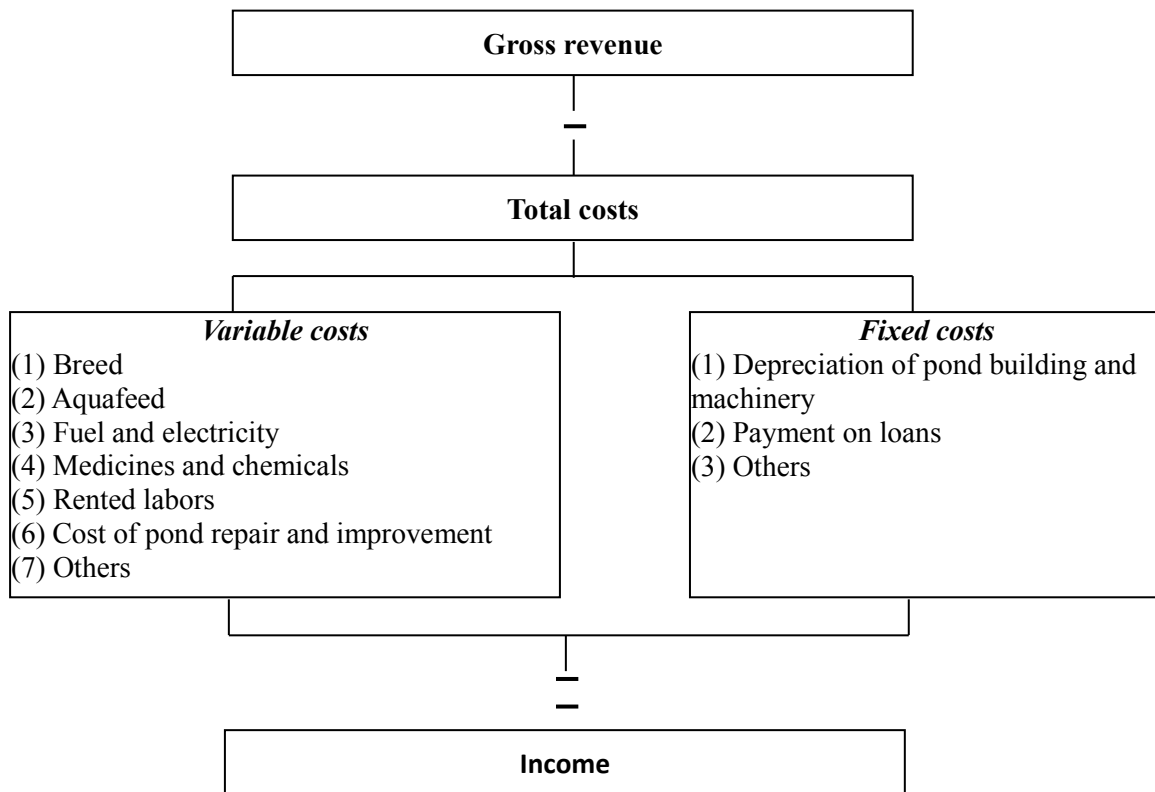 Gross revenue
–
Total costs
Variable costs
(1) Breed
(2) Aquafeed
(3) Fuel and electricity
(4) Medicines and chemicals
(5) Rented labors
(6) Cost of pond repair and improvement
(7) Others
Fixed costs
(1) Depreciation of pond building and
machinery
(2) Payment on loans
(3) Others
=
Income